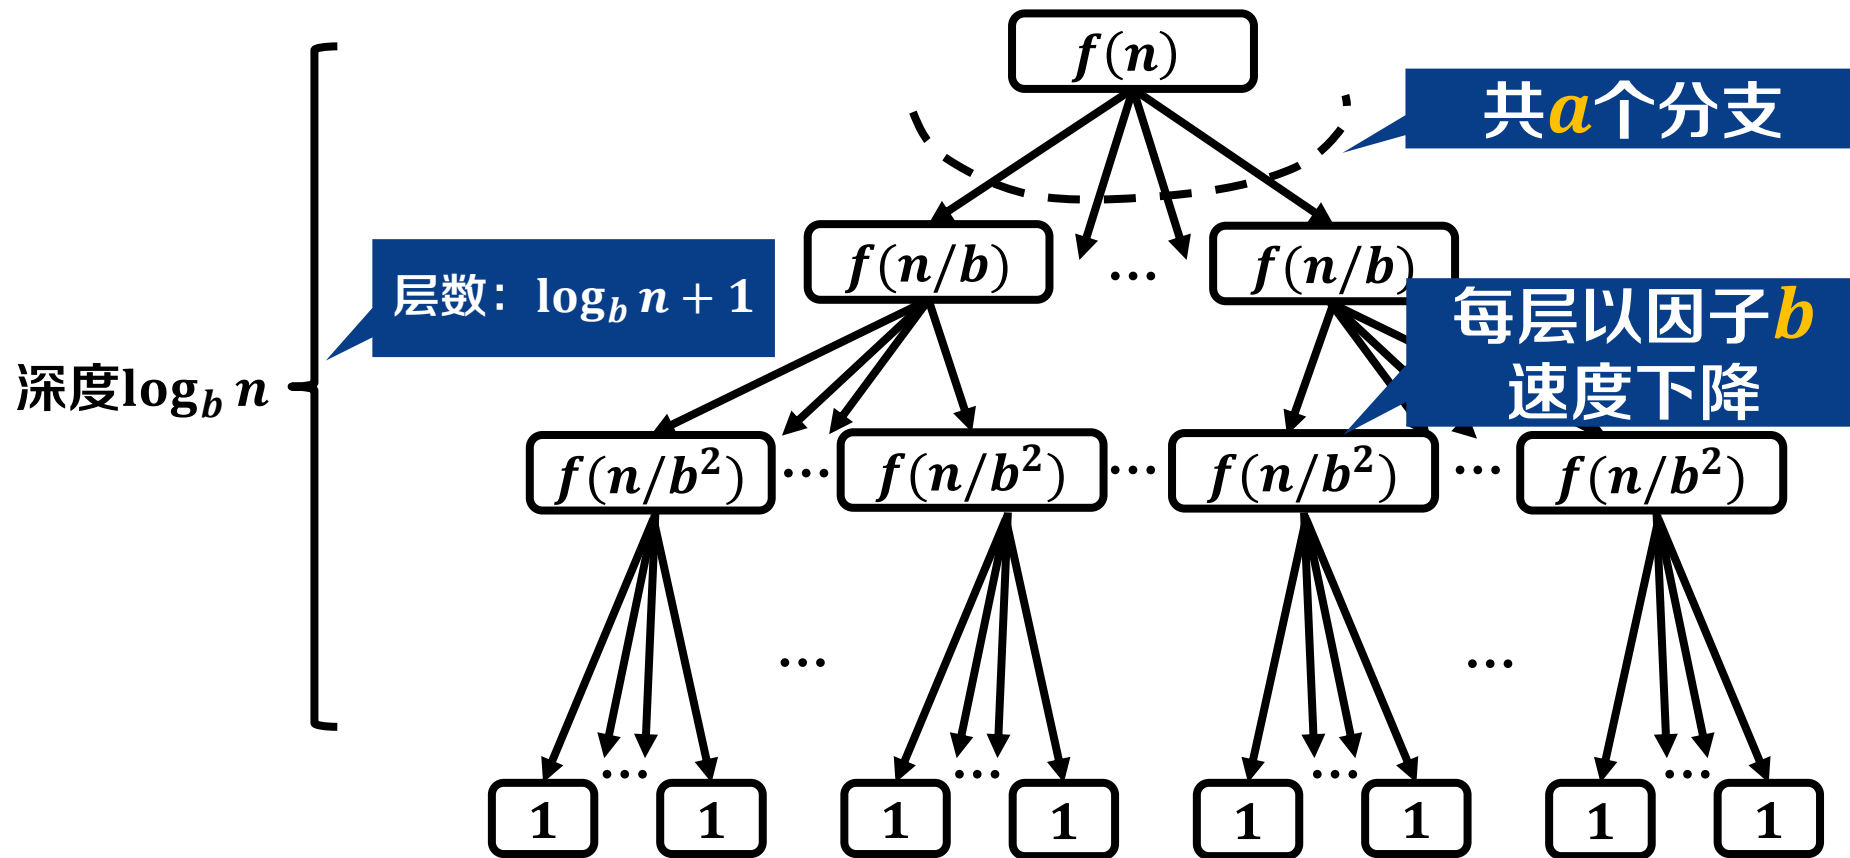 f(n)
共a个分支
f(n/b)
...
f(n/b)
层数：log_b n + 1
每层以因子b
速度下降
深度log_b n
f(n/b²)
...
f(n/b²)
...
f(n/b²)
...
f(n/b²)
...
...
...
...
...
...
1
1
1
1
1
1
1
1